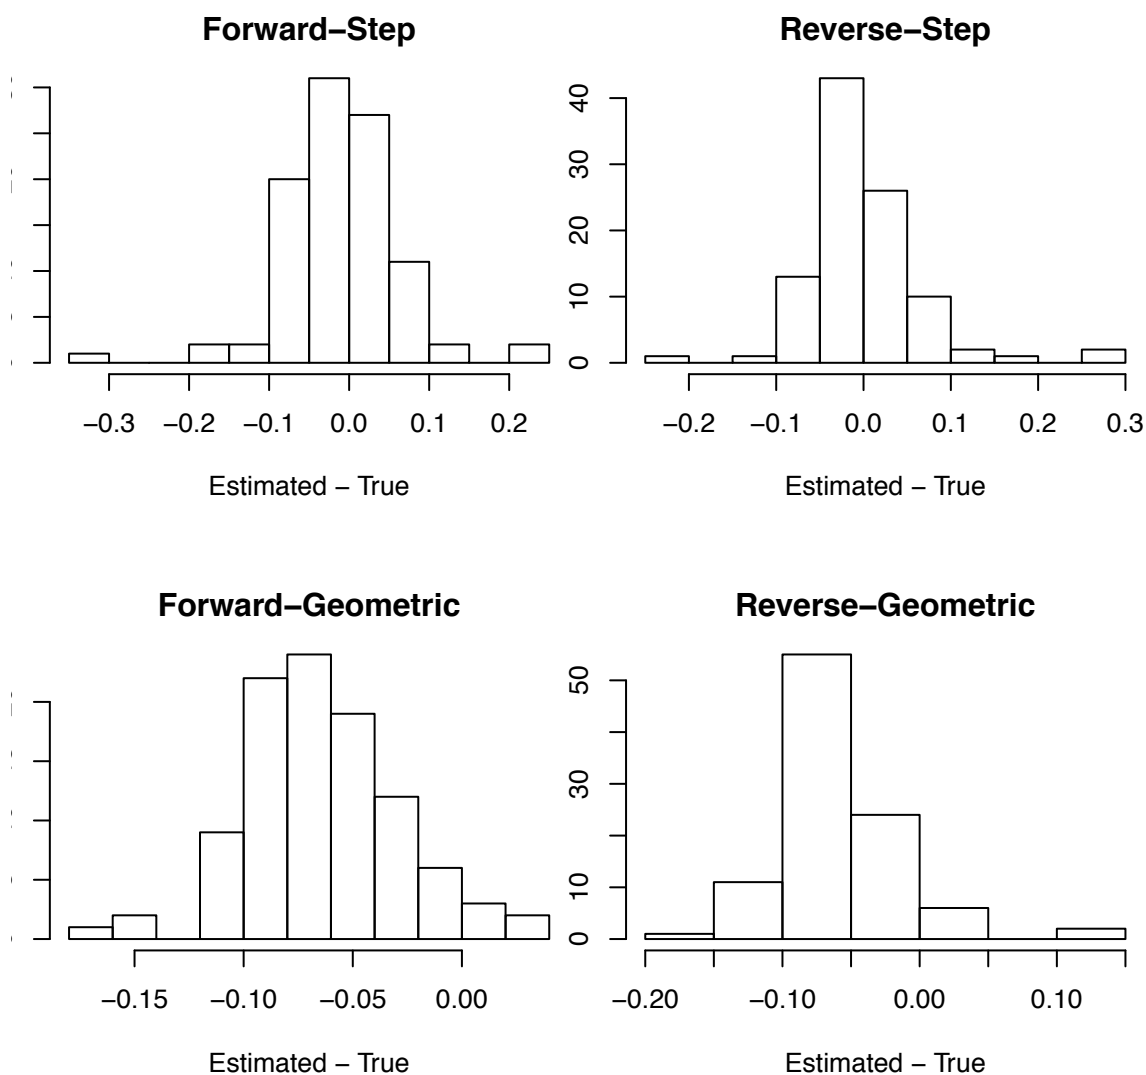 Forward–Step
Reverse–Step
40
30
20
10
0
−0.3 −0.2 −0.1 0.0 0.1 0.2
−0.2 −0.1 0.0 0.1 0.2 0.3
Estimated − True
Estimated − True
Forward–Geometric
Reverse–Geometric
50
30
10
0
−0.15 −0.10 −0.05 0.00
−0.20 −0.10 0.00 0.10
Estimated − True
Estimated − True